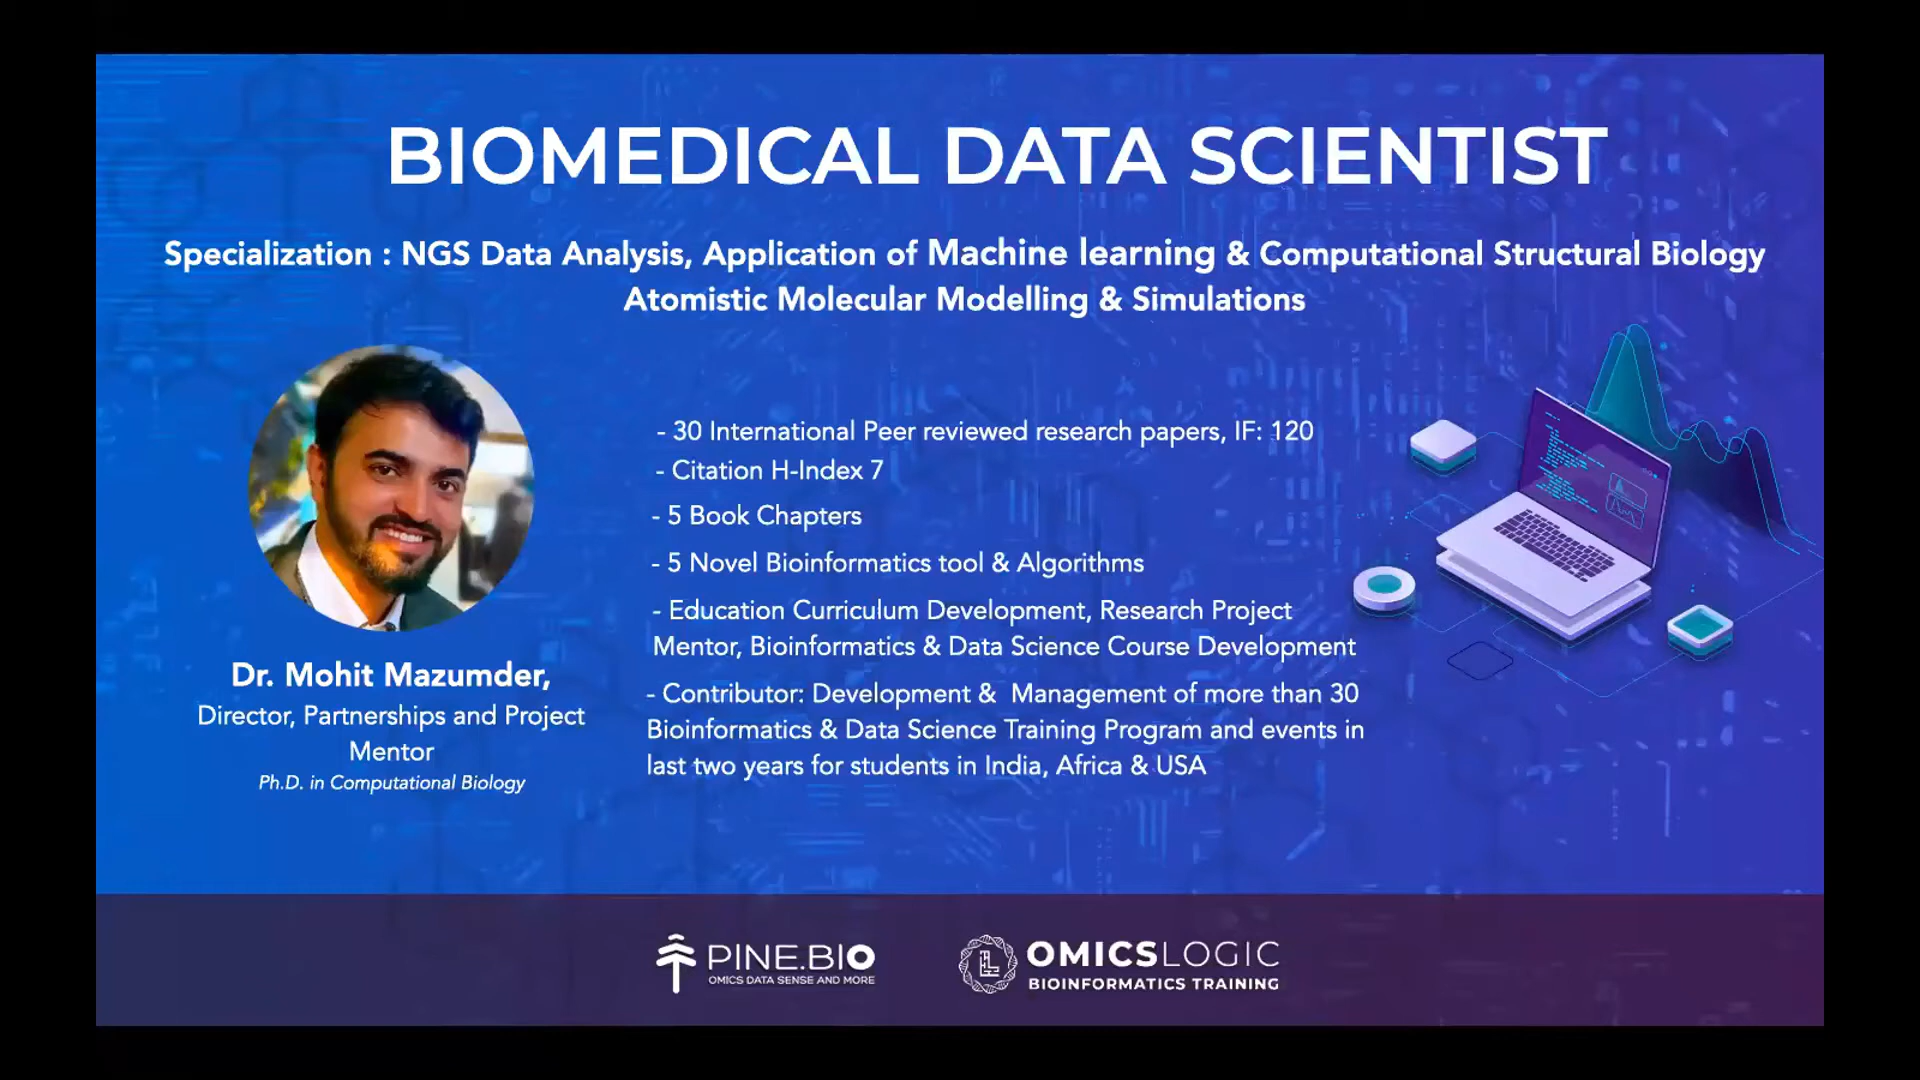 BIOMEDICAL DATA SCIENTIST
Specialization : NGS Data Analysis, Application of Machine learning & Computational Structural Biology
Atomistic Molecular Modelling & Simulations
- 30 International Peer reviewed research papers, IF: 120
- Citation H-Index 7
- 5 Book Chapters
- 5 Novel Bioinformatics tool & Algorithms
- Education Curriculum Development, Research Project
Mentor, Bioinformatics & Data Science Course Development
- Contributor: Development & Management of more than 30
Bioinformatics & Data Science Training Program and events in
last two years for students in India, Africa & USA
Dr. Mohit Mazumder,
Director, Partnerships and Project
Mentor
Ph.D. in Computational Biology
PINE.BIO
OMICS DATA SENSE AND MORE
OMICSLOGIC
BIOINFORMATICS TRAINING